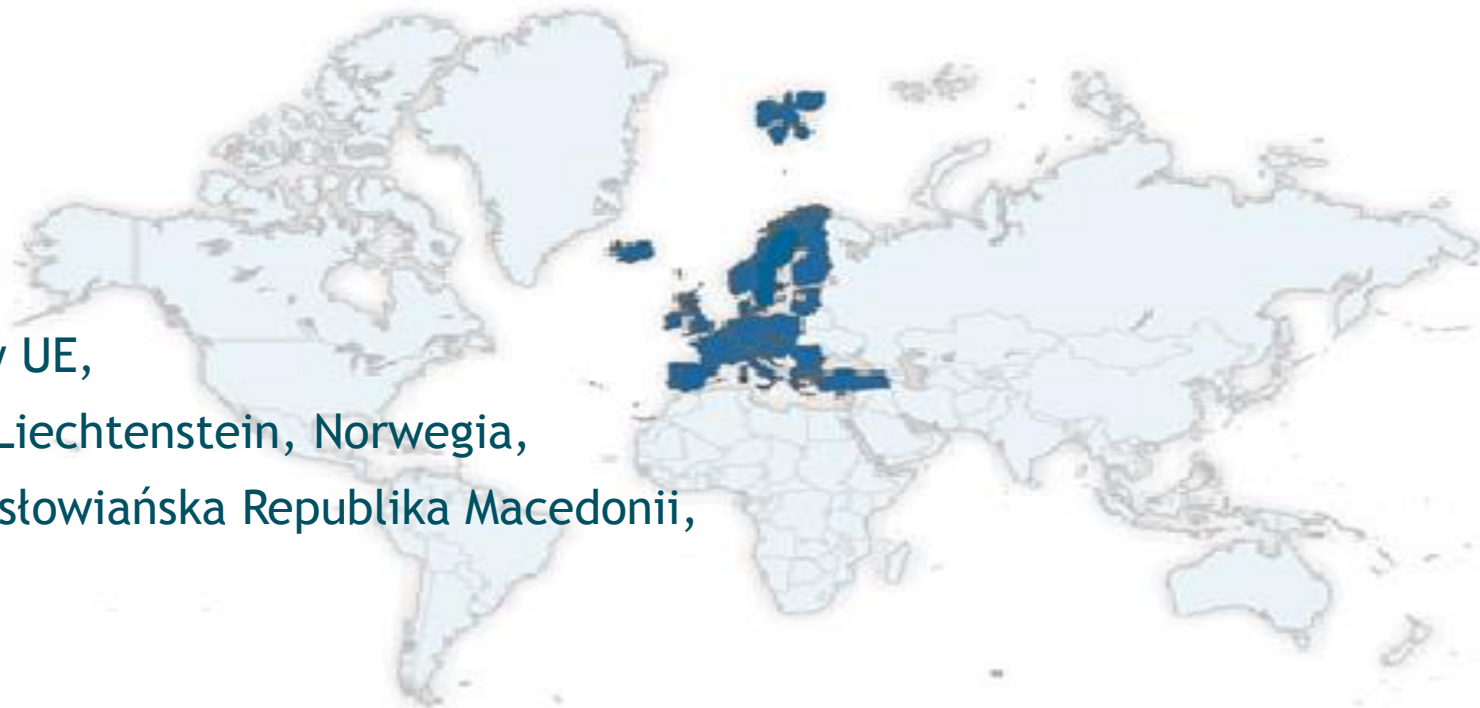 UE,
Liechtenstein, Norwegia,
słowiańska Republika Macedonii,